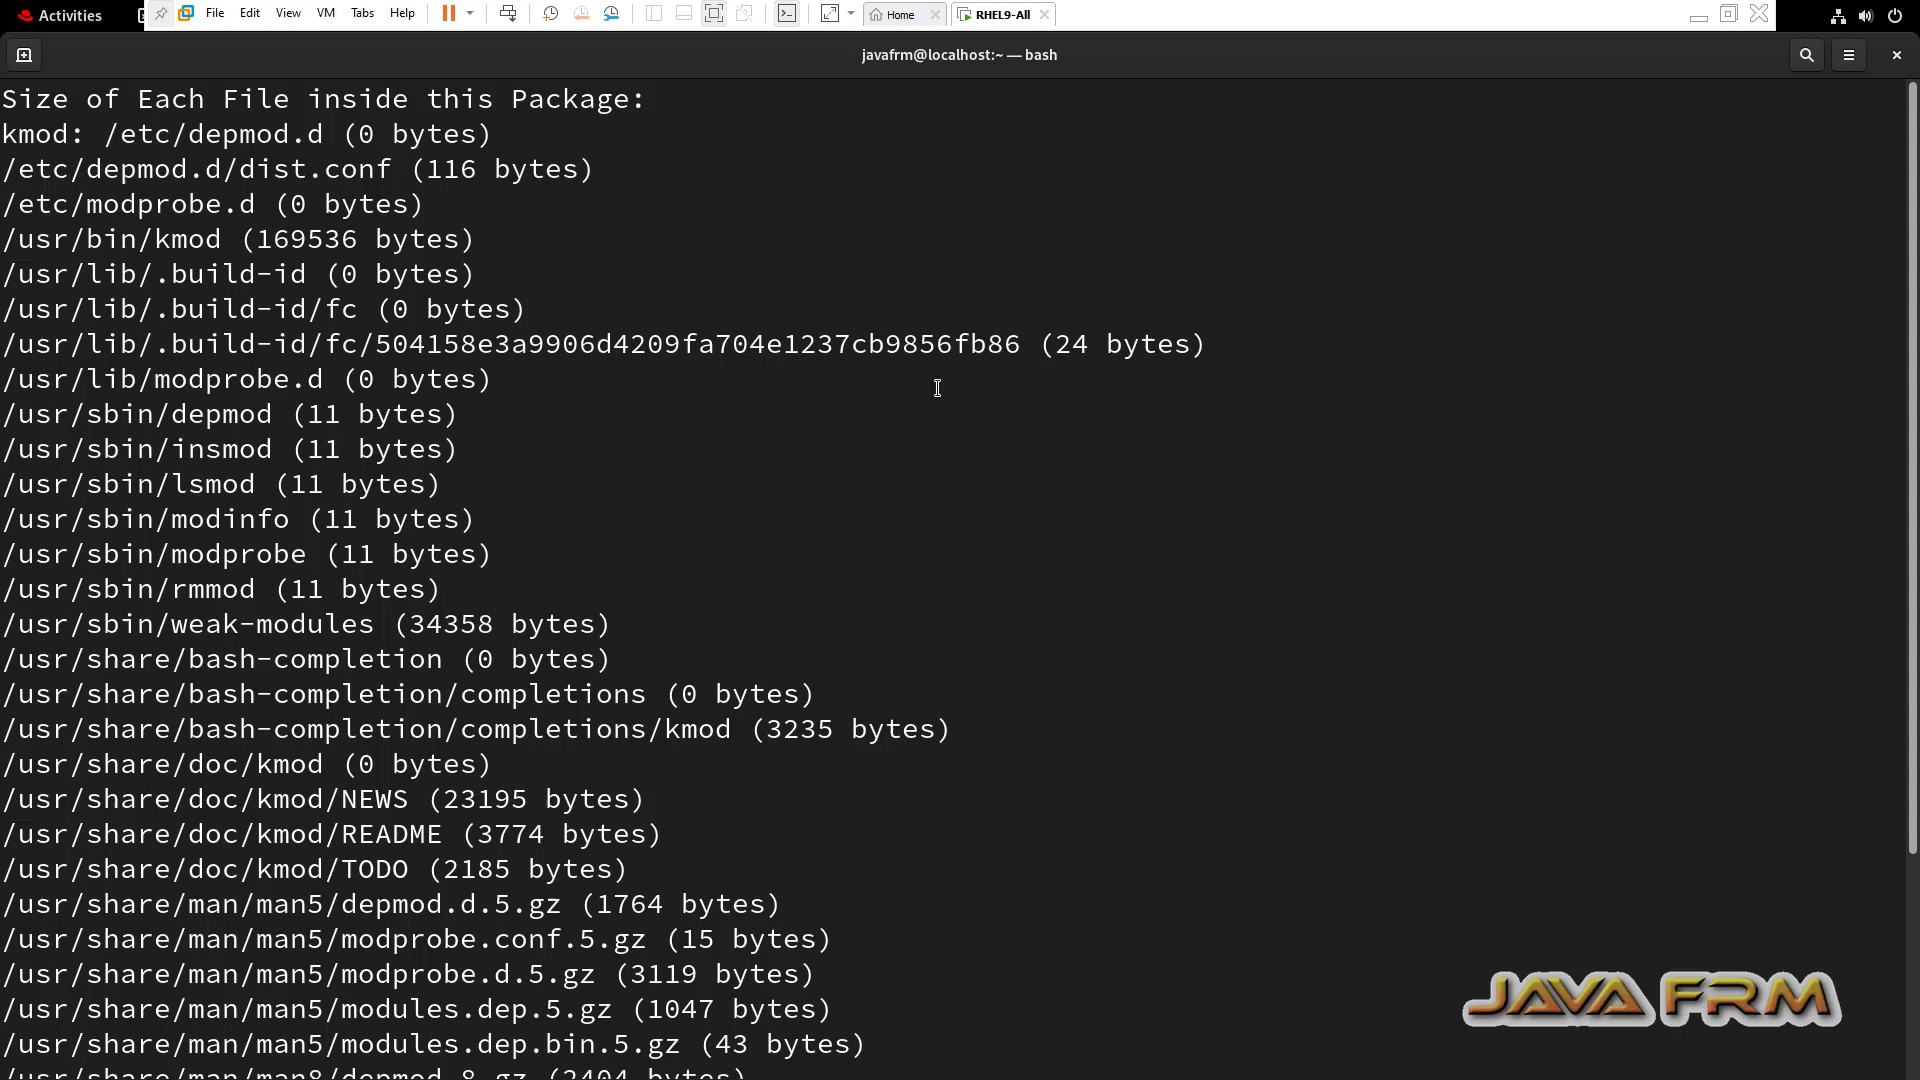 Activities File Edit View VM Tabs Help Home RHEL9-All
javafrm@localhost:~ — bash
Size of Each File inside this Package:
kmod: /etc/depmod.d (0 bytes)
/etc/depmod.d/dist.conf (116 bytes)
/etc/modprobe.d (0 bytes)
/usr/bin/kmod (169536 bytes)
/usr/lib/.build-id (0 bytes)
/usr/lib/.build-id/fc (0 bytes)
/usr/lib/.build-id/fc/504158e3a9906d4209fa704e1237cb9856fb86 (24 bytes)
/usr/lib/modprobe.d (0 bytes)
/usr/sbin/depmod (11 bytes)
/usr/sbin/insmod (11 bytes)
/usr/sbin/lsmod (11 bytes)
/usr/sbin/modinfo (11 bytes)
/usr/sbin/modprobe (11 bytes)
/usr/sbin/rmmod (11 bytes)
/usr/sbin/weak-modules (34358 bytes)
/usr/share/bash-completion (0 bytes)
/usr/share/bash-completion/completions (0 bytes)
/usr/share/bash-completion/completions/kmod (3235 bytes)
/usr/share/doc/kmod (0 bytes)
/usr/share/doc/kmod/NEWS (23195 bytes)
/usr/share/doc/kmod/README (3774 bytes)
/usr/share/doc/kmod/TODO (2185 bytes)
/usr/share/man/man5/depmod.d.5.gz (1764 bytes)
/usr/share/man/man5/modprobe.conf.5.gz (15 bytes)
/usr/share/man/man5/modprobe.d.5.gz (3119 bytes)
/usr/share/man/man5/modules.dep.5.gz (1047 bytes)
/usr/share/man/man5/modules.dep.bin.5.gz (43 bytes)
/usr/share/man/man8/depmod.8.gz (2404 bytes)
JAVA FRM